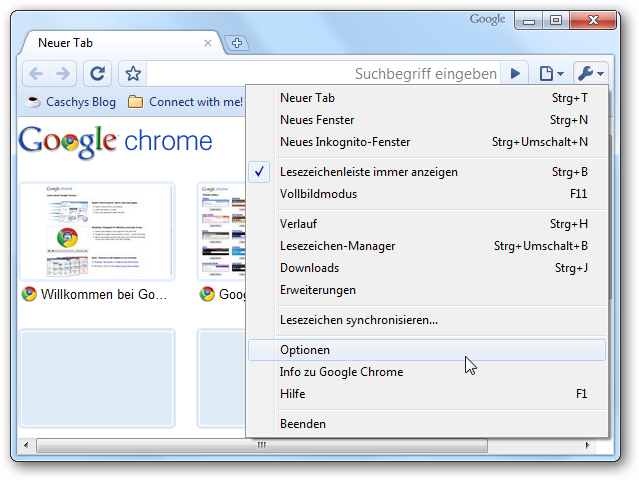 Google
Neuer Tab
Suchbegriff eingeben
Caschys Blog
Connect with me!
Google chrome
Willkommen bei Go...
Goog
Neuer Tab Strg+T
Neues Fenster Strg+N
Neues Inkognito-Fenster Strg+Umschalt+N
Lesezeichenleiste immer anzeigen Strg+B
Vollbildmodus F11
Verlauf Strg+H
Lesezeichen-Manager Strg+Umschalt+B
Downloads Strg+J
Erweiterungen
Lesezeichen synchronisieren...
Optionen
Info zu Google Chrome
Hilfe F1
Beenden